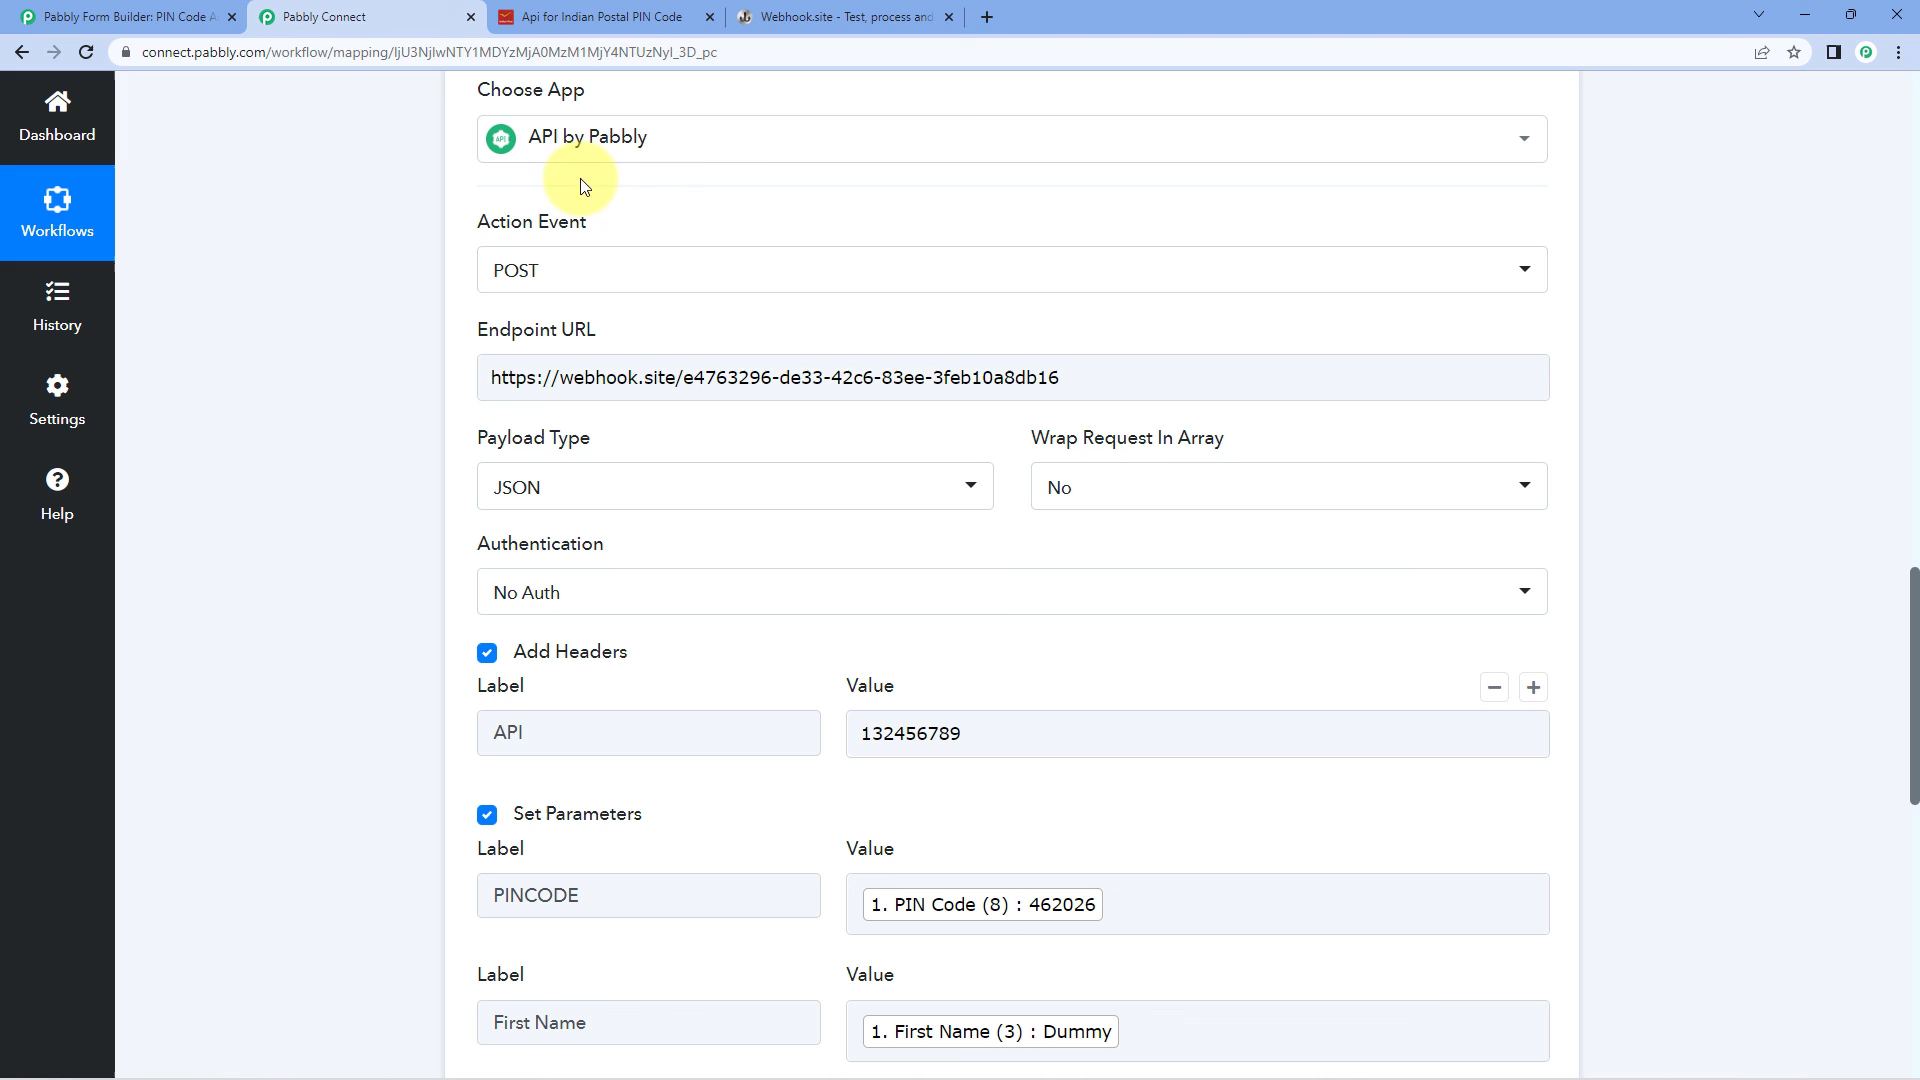 Pabbly Form Builder: PIN Code A
Pabbly Connect
Api for Indian Postal PIN Code
Webhook.site - Test, process and
connect.pabbly.com/workflow/mapping/IjU3NjIwNTY1MDYzMjA0MzM1MjY4NTUzNyI_3D_pc
Dashboard
Workflows
History
Settings
Help
Choose App
API
API by Pabbly
Action Event
POST
Endpoint URL
https://webhook.site/e4763296-de33-42c6-83ee-3feb10a8db16
Payload Type
Wrap Request In Array
JSON
No
Authentication
No Auth
Add Headers
Label
Value
API
132456789
Set Parameters
Label
Value
PINCODE
1. PIN Code (8) : 462026
Label
Value
First Name
1. First Name (3) : Dummy